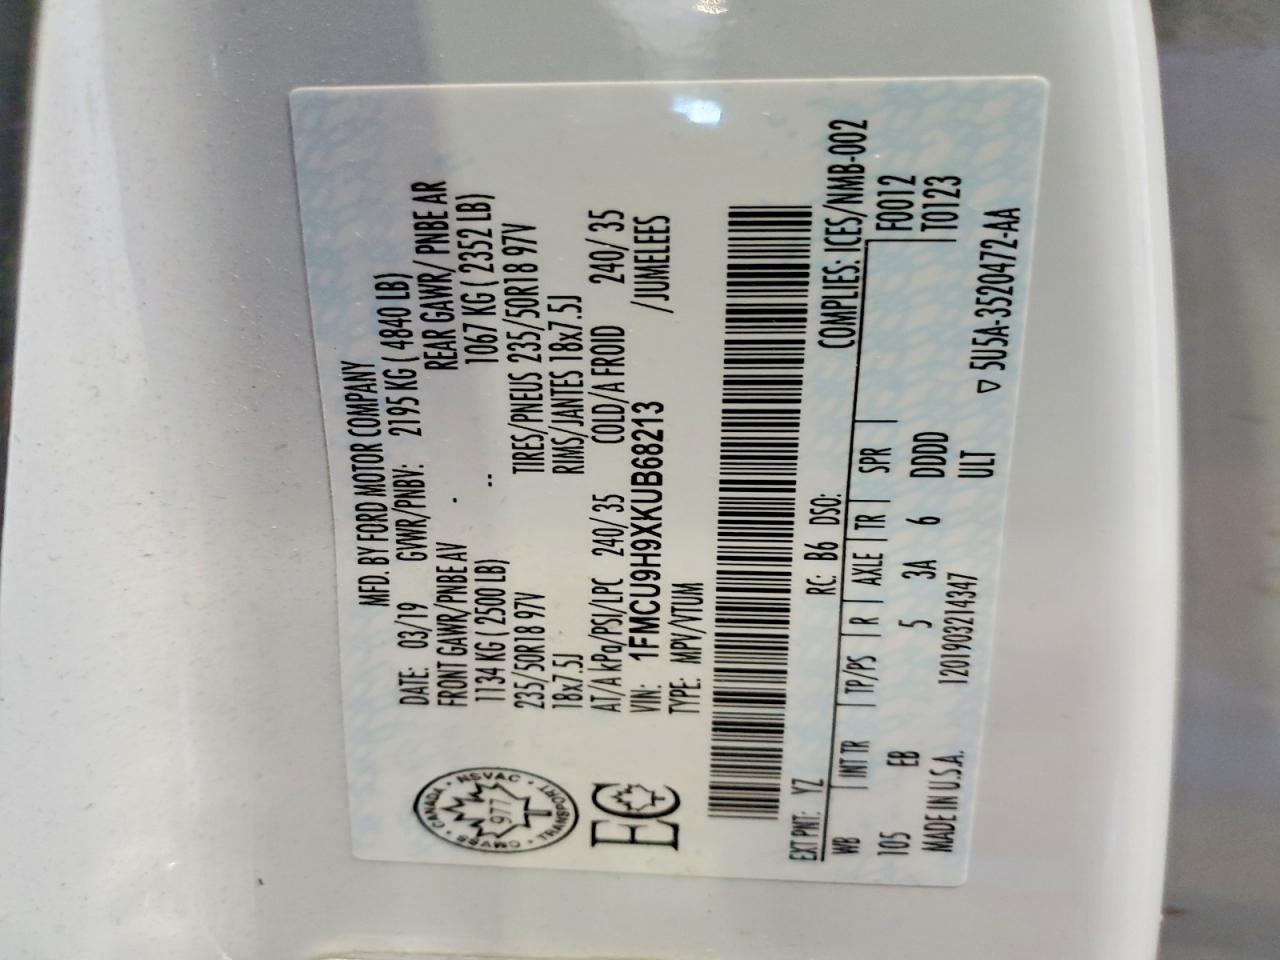 MFD. BY FORD MOTOR COMPANY
DATE: 03/19 GVWR/PNBV: 2195 KG ( 4840 LB)
FRONT GAWR/PNBE AV REAR GAWR/ PNBE AR
1134 KG ( 2500 LB) 1067 KG ( 2352 LB)
235/50R18 97V TIRES/PNEUS 235/50R18 97V
18x7.5J RIMS/JANTES 18x7.5J
AT/A kPa/PSI/LPC 240/ 35 COLD/A FROID 240/ 35
VIN: 1FMCU9H9XKUB68213 /JUMELEES
TYPE: MPV/VTUM
CANADA • NSVAC • TRANSPORT • CMVSS •
977
EC
EXT PNT: YZ RC: B6 DSO: COMPLIES: ICES/NMB-002
WB INT TR TP/PS R AXLE TR SPR F0012
105 EB 5 3A 6 DDDD T0123
MADE IN U.S.A. 1201903214347 ULT
▽ 5U5A-3520472-AA